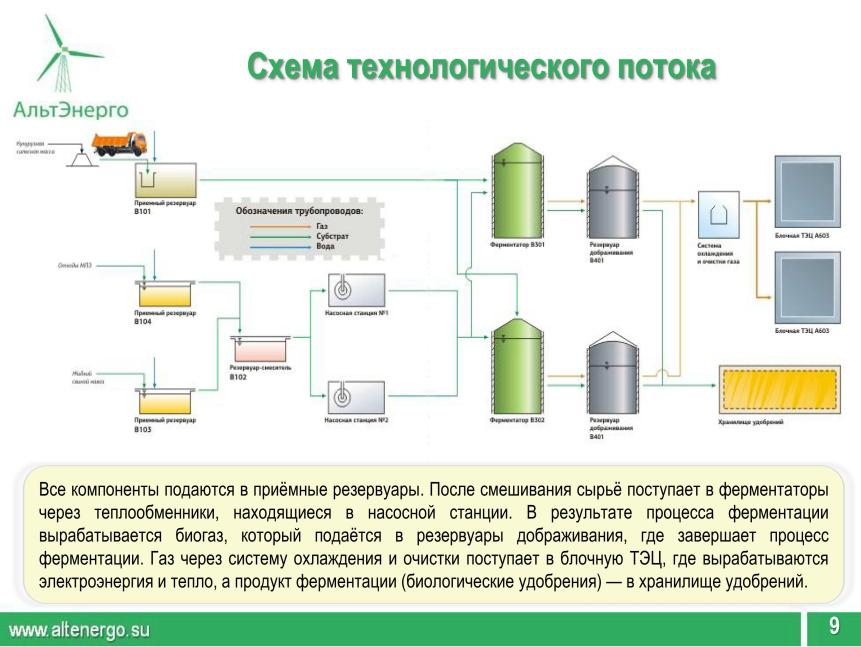 Схема технологического потока
АльтЭнерго
Кукурузная
силосная масса
Приемный резервуар
B101
Обозначения трубопроводов:
Газ
Субстрат
Вода
Ферментатор B301
Резервуар
дображивания
B401
Система
охлаждения
и очистки газа
Блочная ТЭЦ A603
Отходы МПЗ
Приемный резервуар
B104
Насосная станция №1
Блочная ТЭЦ A603
Резервуар-смеситель
B102
Жидкий
свиной навоз
Приемный резервуар
B103
Насосная станция №2
Ферментатор B302
Резервуар
дображивания
B401
Хранилище удобрений
Все компоненты подаются в приёмные резервуары. После смешивания сырьё поступает в ферментаторы
через теплообменники, находящиеся в насосной станции. В результате процесса ферментации
вырабатывается биогаз, который подаётся в резервуары дображивания, где завершает процесс
ферментации. Газ через систему охлаждения и очистки поступает в блочную ТЭЦ, где вырабатываются
электроэнергия и тепло, а продукт ферментации (биологические удобрения) — в хранилище удобрений.
www.altenergo.su
9